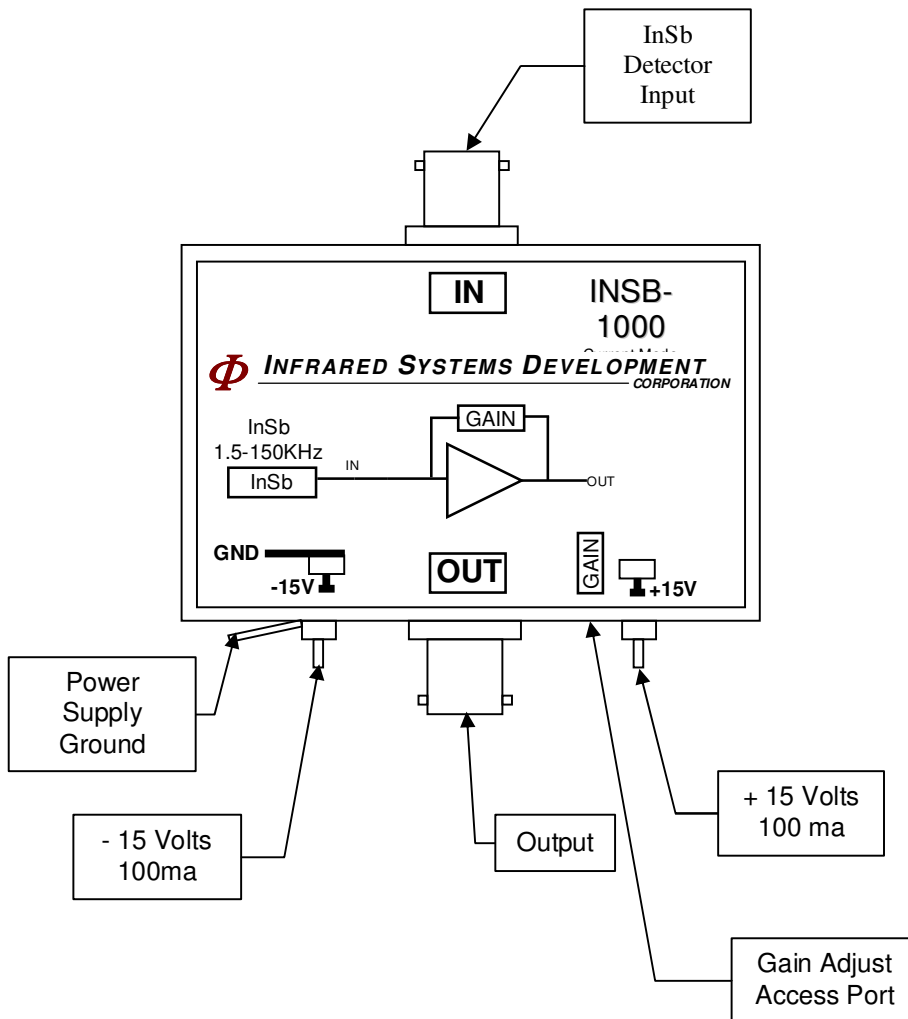 InSb
Detector
Input
IN
INSB-
1000
Φ INFRARED SYSTEMS DEVELOPMENT
CORPORATION
InSb
1.5-150KHz
InSb
IN
GAIN
OUT
GND
-15V
OUT
GAIN
+15V
Power
Supply
Ground
- 15 Volts
100ma
Output
+ 15 Volts
100 ma
Gain Adjust
Access Port